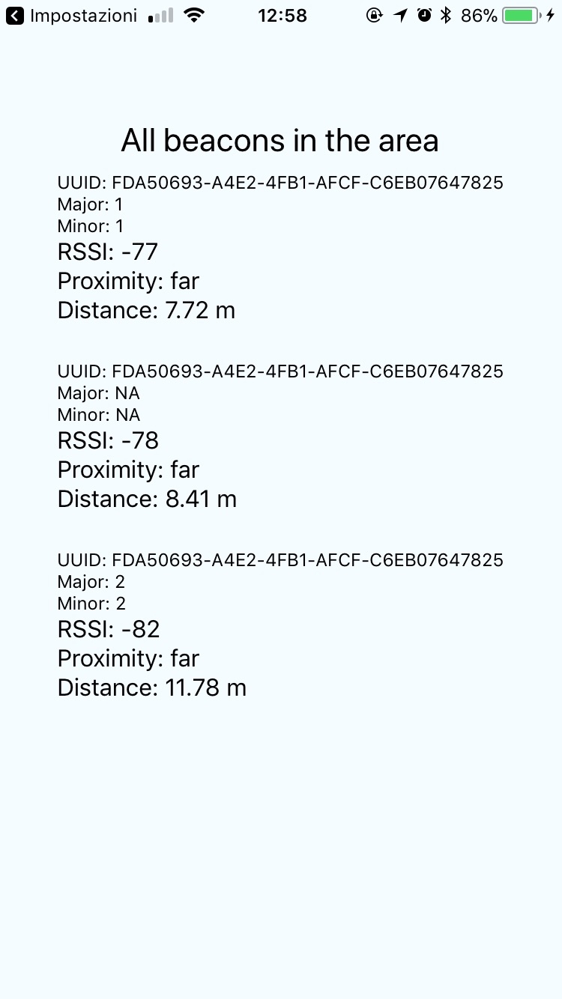 Impostazioni 12:58 86%
All beacons in the area
UUID: FDA50693-A4E2-4FB1-AFCF-C6EB07647825
Major: 1
Minor: 1
RSSI: -77
Proximity: far
Distance: 7.72 m
UUID: FDA50693-A4E2-4FB1-AFCF-C6EB07647825
Major: NA
Minor: NA
RSSI: -78
Proximity: far
Distance: 8.41 m
UUID: FDA50693-A4E2-4FB1-AFCF-C6EB07647825
Major: 2
Minor: 2
RSSI: -82
Proximity: far
Distance: 11.78 m